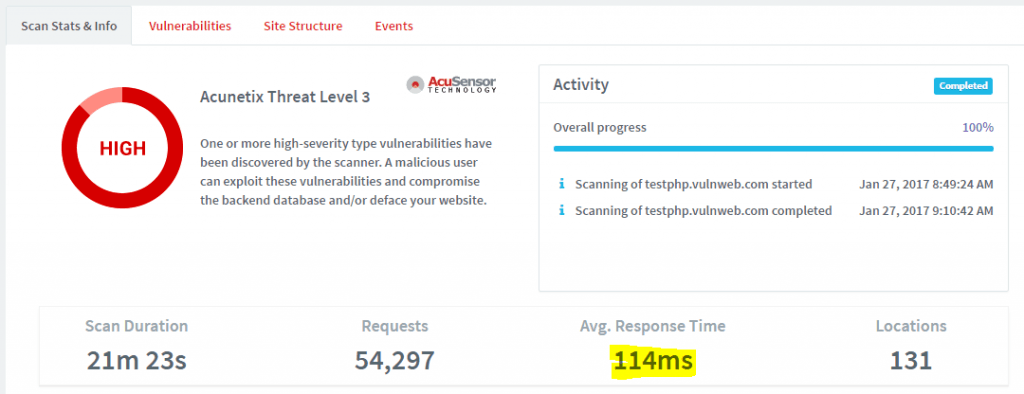 Scan Stats & Info
Vulnerabilities
Site Structure
Events
HIGH
Acunetix Threat Level 3
AcuSensor
TECHNOLOGY
One or more high-severity type vulnerabilities have
been discovered by the scanner. A malicious user
can exploit these vulnerabilities and compromise
the backend database and/or deface your website.
Activity
Completed
Overall progress
100%
Scanning of testphp.vulnweb.com started
Jan 27, 2017 8:49:24 AM
Scanning of testphp.vulnweb.com completed
Jan 27, 2017 9:10:42 AM
Scan Duration
21m 23s
Requests
54,297
Avg. Response Time
114ms
Locations
131